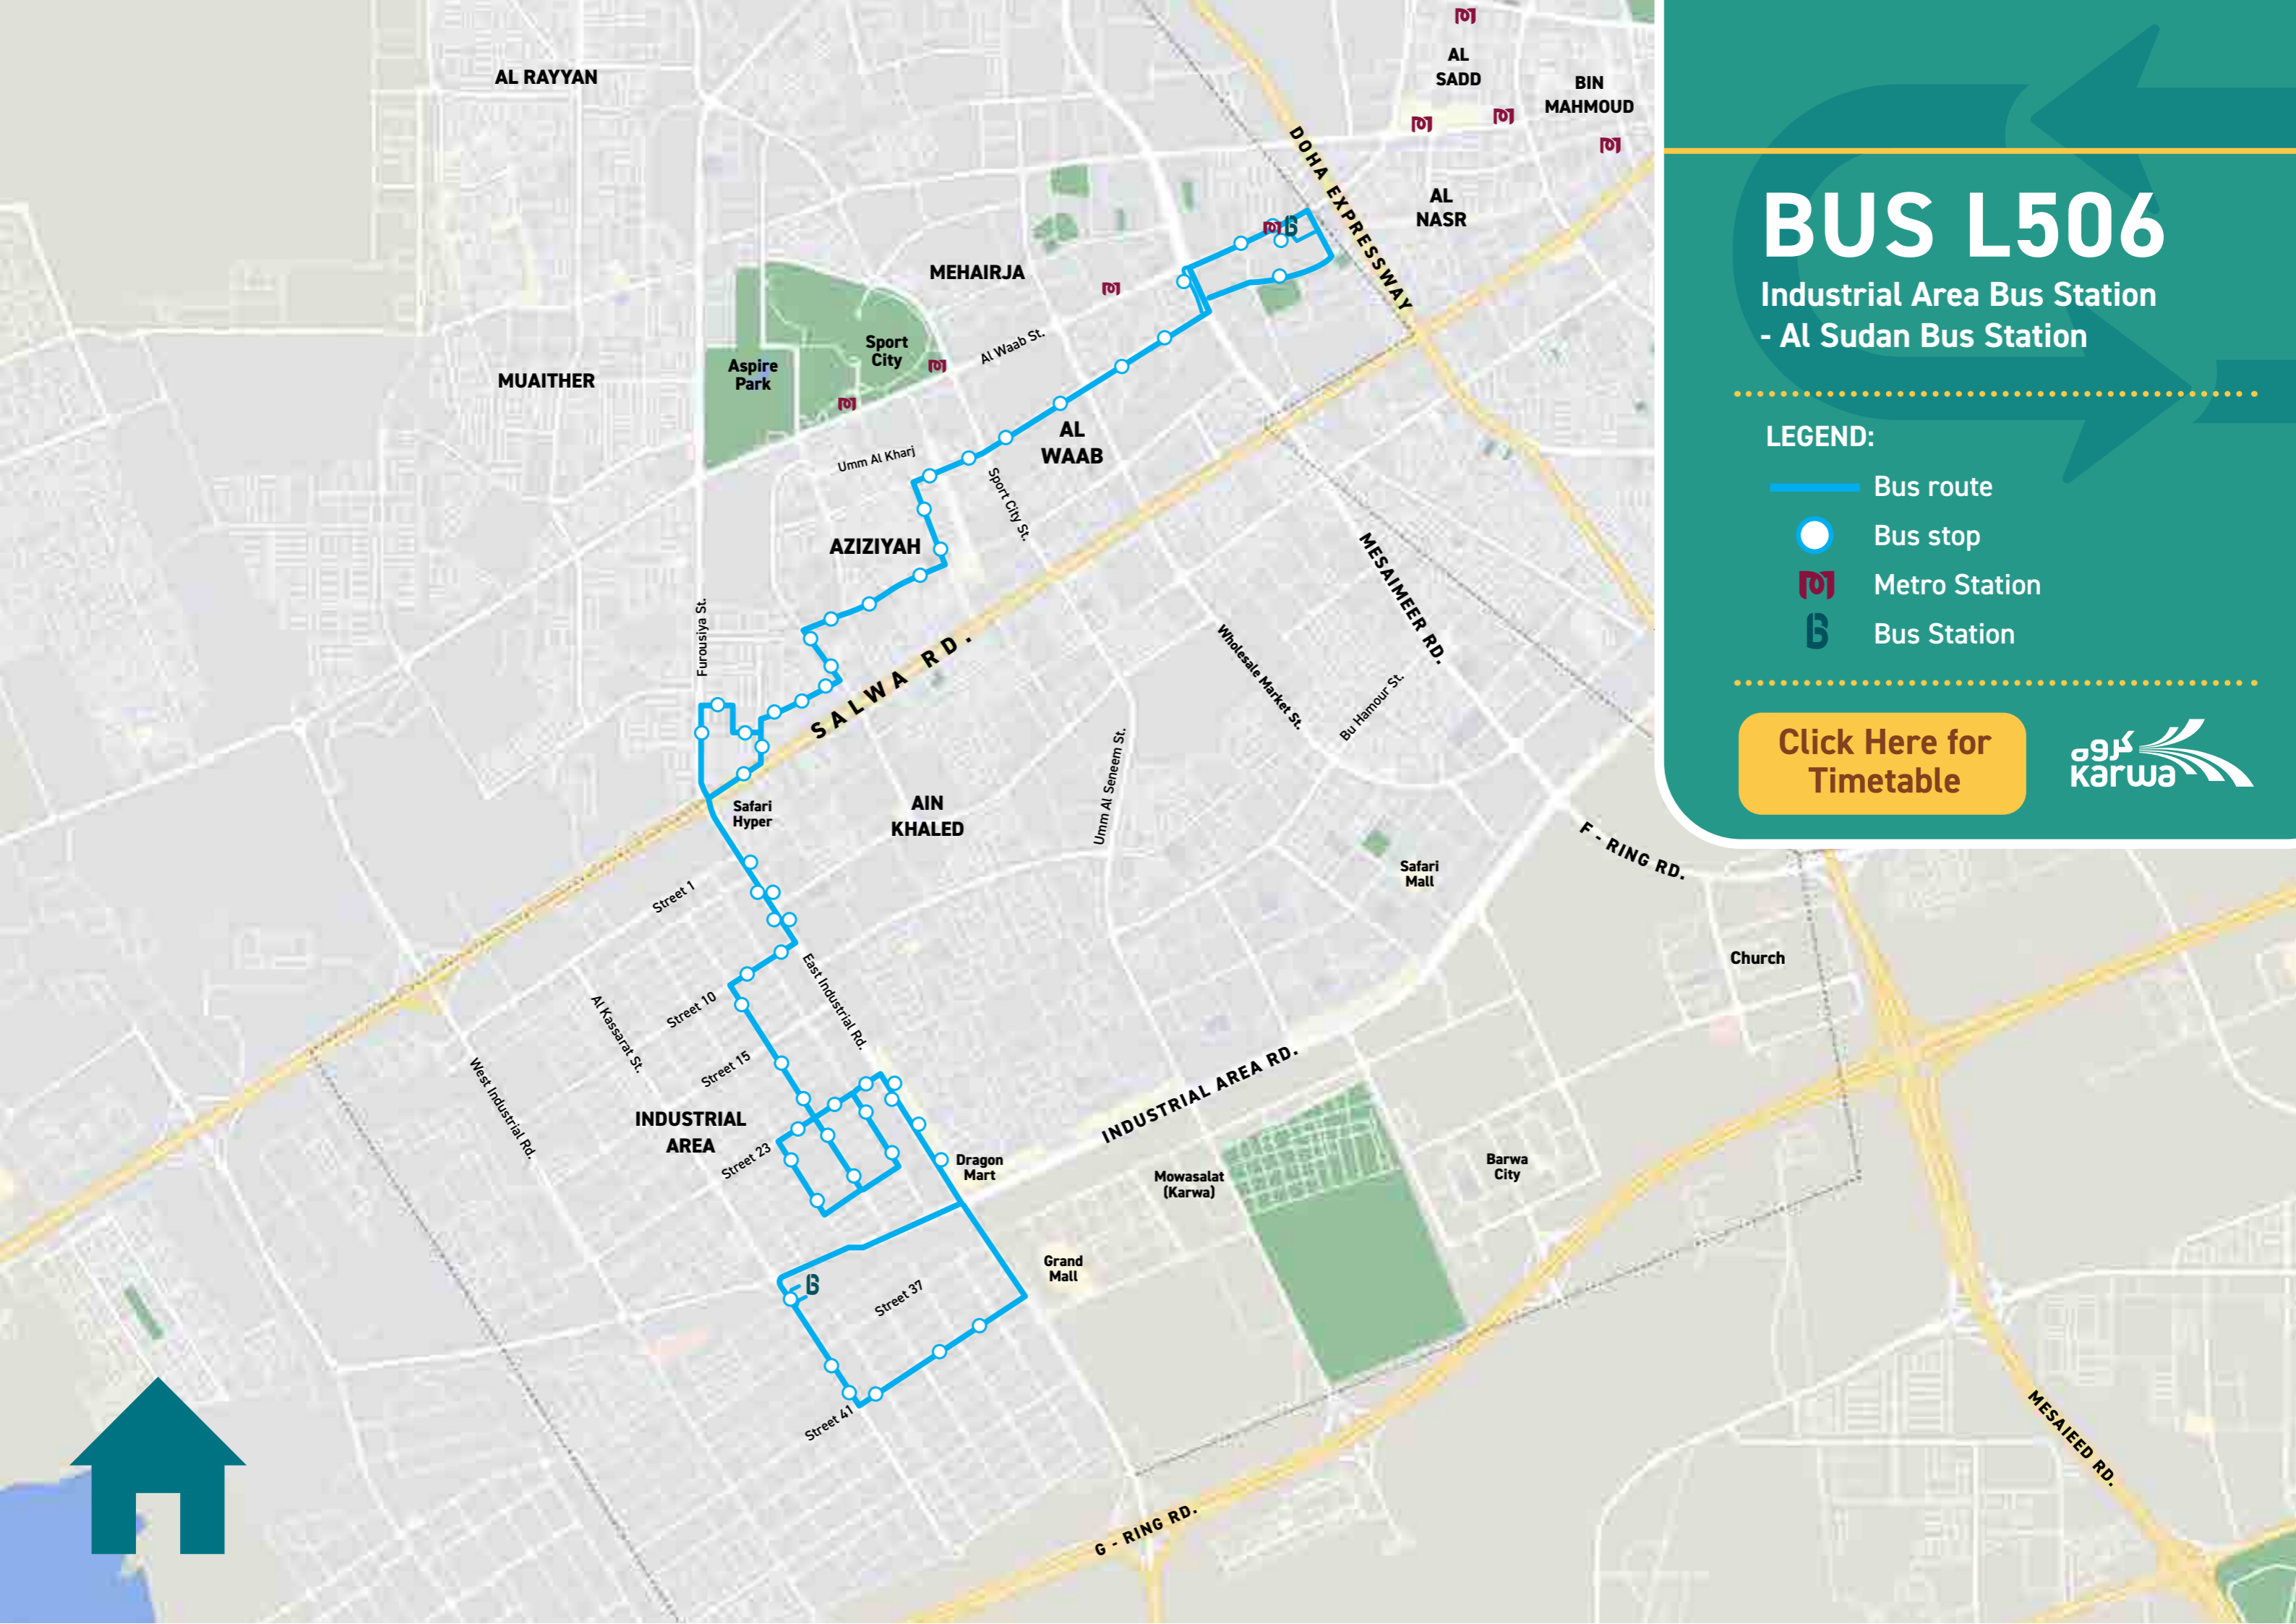 AL RAYYAN
AL
SADD
BIN
MAHMOUD
DOHA EXPRESSWAY
AL
NASR
MEHAIRJA
Sport
City
Aspire
Park
Al Waab St.
MUAITHER
AL
WAAB
Umm Al Kharj
Sport City St.
AZIZIYAH
MESAIMEER RD.
Furousiya St.
SALWA RD.
Wholesale Market St.
Bu Hamour St.
Umm Al Seneem St.
Safari
Hyper
AIN
KHALED
F - RING RD.
Safari
Mall
Street 1
Church
East Industrial Rd.
Street 10
Al Kassarat St.
Street 15
West Industrial Rd.
INDUSTRIAL
AREA
INDUSTRIAL AREA RD.
Street 23
Dragon
Mart
Mowasalat
(Karwa)
Barwa
City
Grand
Mall
Street 37
Street 41
MESAIEED RD.
G - RING RD.
BUS L506
Industrial Area Bus Station
- Al Sudan Bus Station
LEGEND:
Bus route
Bus stop
Metro Station
Bus Station
Click Here for
Timetable
كروه
Karwa